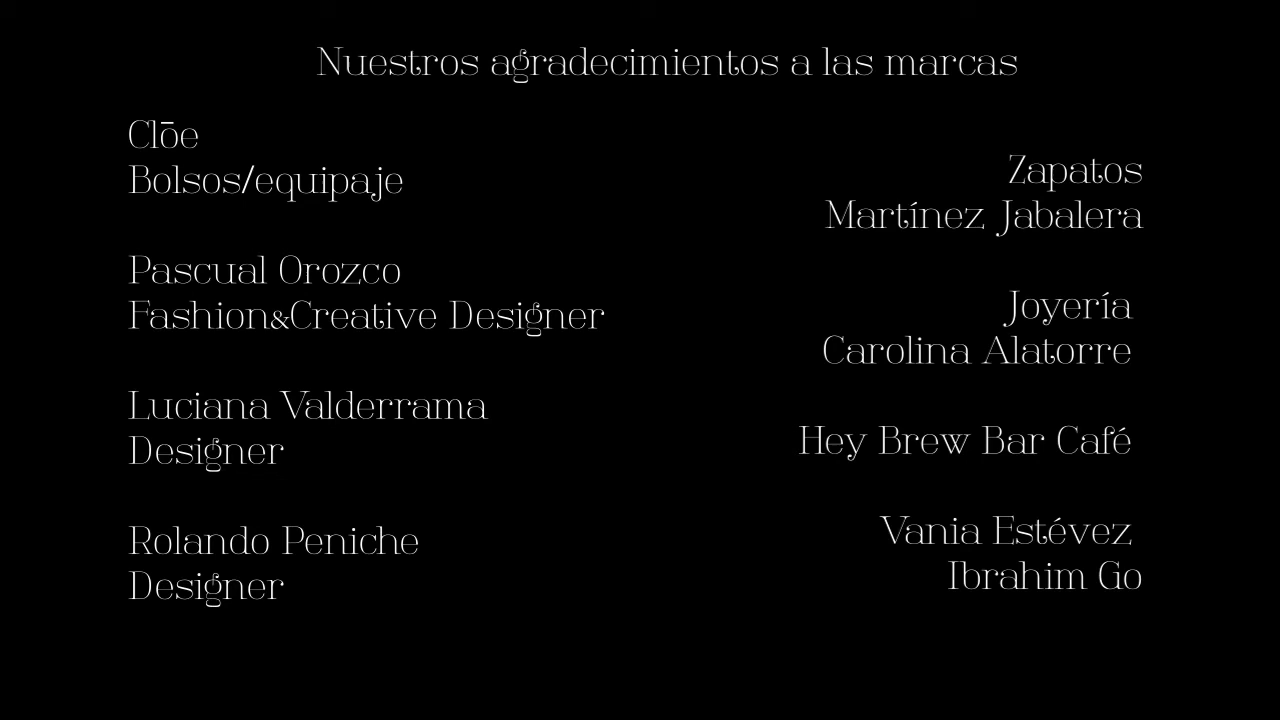 Nuestros agradecimientos a las marcas
Clōe
Bolsos/equipaje
Pascual Orozco
Fashion&Creative Designer
Luciana Valderrama
Designer
Rolando Peniche
Designer
Zapatos
Martínez Jabalera
Joyería
Carolina Alatorre
Hey Brew Bar Café
Vania Estévez
Ibrahim Go